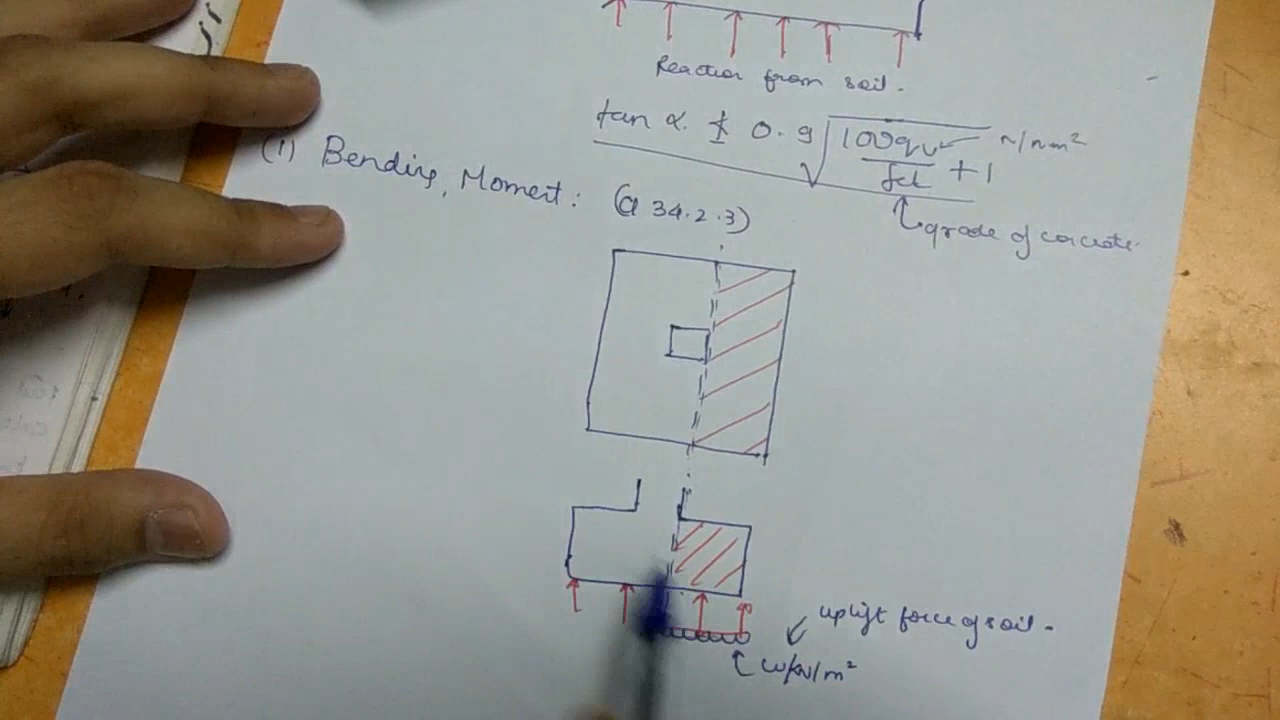 Reaction from soil.
tan α ≮ 0.9 √(100qu/fck + 1) N/mm²
grade of concrete
(1) Bending Moment: (Cl 34.2.3)
uplift force of soil.
w kN/m²